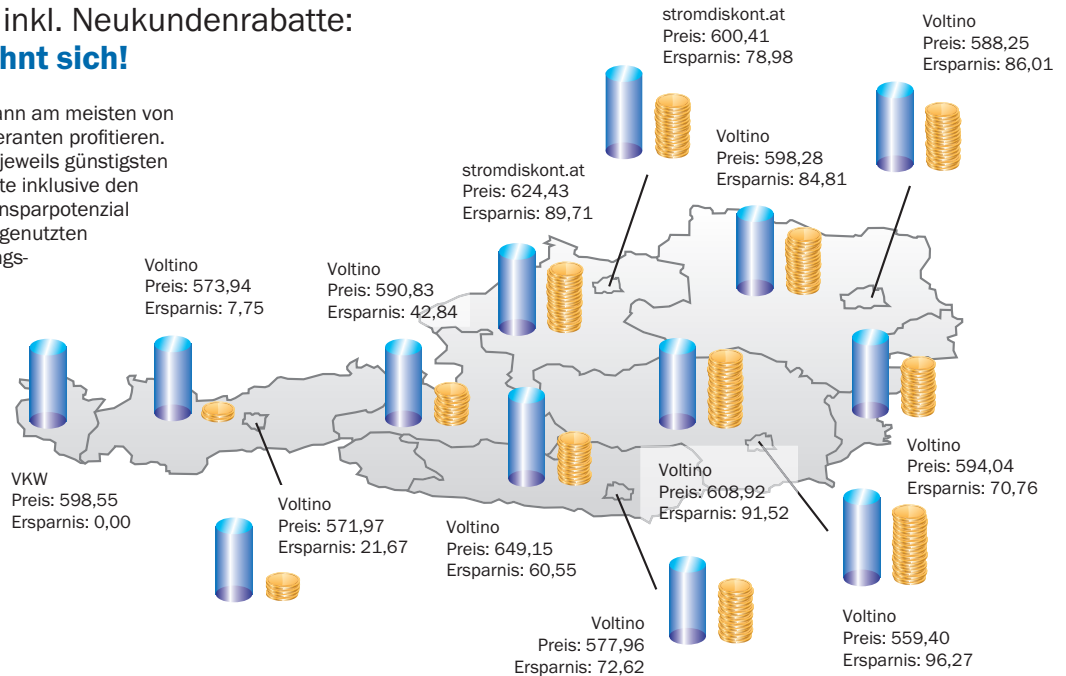 inkl. Neukundenrabatte:
hnt sich!
ann am meisten von
eranten profitieren.
jeweils günstigsten
te inklusive den
nsparpotenzial
genutzten
ngs-
stromdiskont.at
Preis: 600,41
Ersparnis: 78,98
Voltino
Preis: 588,25
Ersparnis: 86,01
Voltino
Preis: 598,28
Ersparnis: 84,81
stromdiskont.at
Preis: 624,43
Ersparnis: 89,71
Voltino
Preis: 573,94
Ersparnis: 7,75
Voltino
Preis: 590,83
Ersparnis: 42,84
VKW
Preis: 598,55
Ersparnis: 0,00
Voltino
Preis: 571,97
Ersparnis: 21,67
Voltino
Preis: 649,15
Ersparnis: 60,55
Voltino
Preis: 608,92
Ersparnis: 91,52
Voltino
Preis: 594,04
Ersparnis: 70,76
Voltino
Preis: 577,96
Ersparnis: 72,62
Voltino
Preis: 559,40
Ersparnis: 96,27